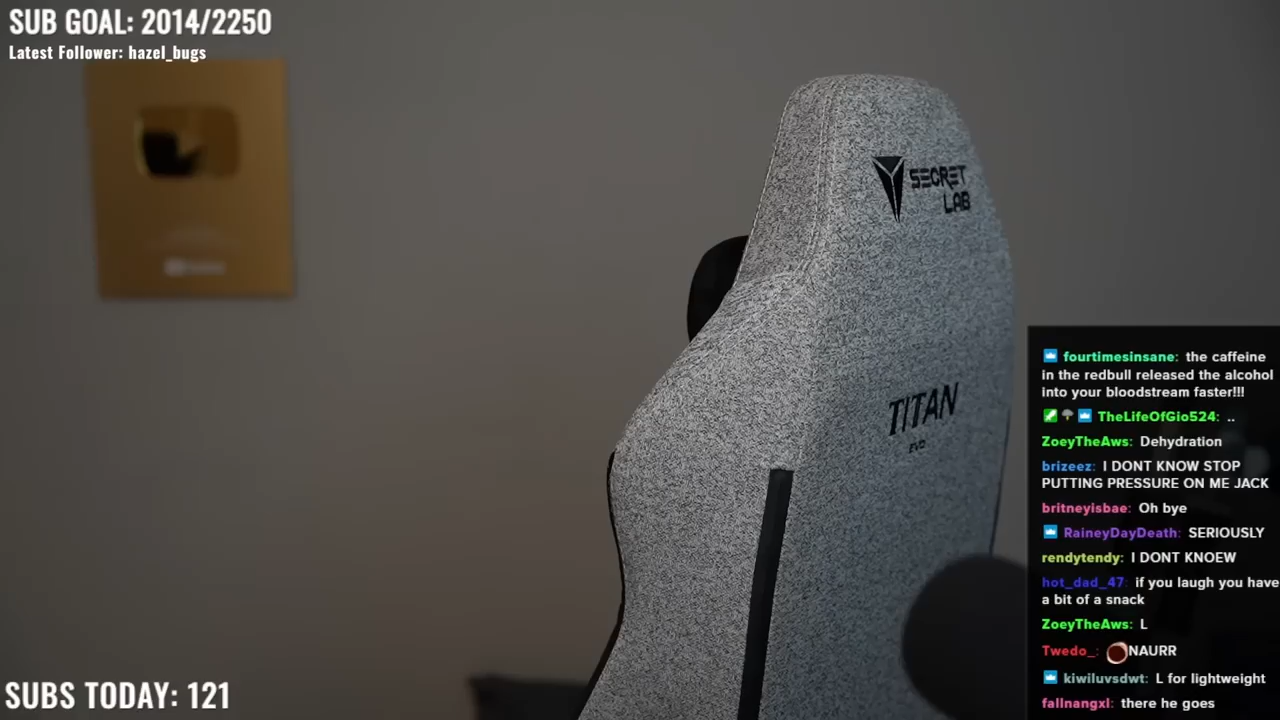 SUB GOAL: 2014/2250
Latest Follower: hazel_bugs
SECRET
LAB
TITAN
EVO
fourtimesinsane: the caffeine
in the redbull released the alcohol
into your bloodstream faster!!!
TheLifeOfGio524: ..
ZoeyTheAws: Dehydration
brizeez: I DONT KNOW STOP
PUTTING PRESSURE ON ME JACK
britneyisbae: Oh bye
RaineyDayDeath: SERIOUSLY
rendytendy: I DONT KNOEW
hot_dad_47: if you laugh you have
a bit of a snack
ZoeyTheAws: L
Twedo_: NAURR
kiwiluvsdwt: L for lightweight
fallnangxl: there he goes
SUBS TODAY: 121